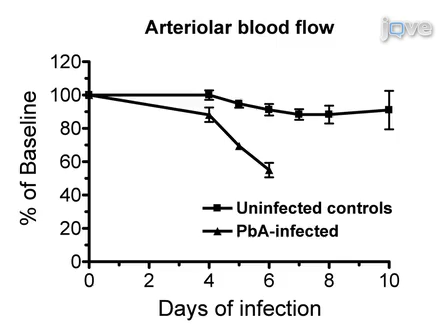 Arteriolar blood flow
jove
120
100
80
60
40
20
0
% of Baseline
Uninfected controls
PbA-infected
0 2 4 6 8 10
Days of infection